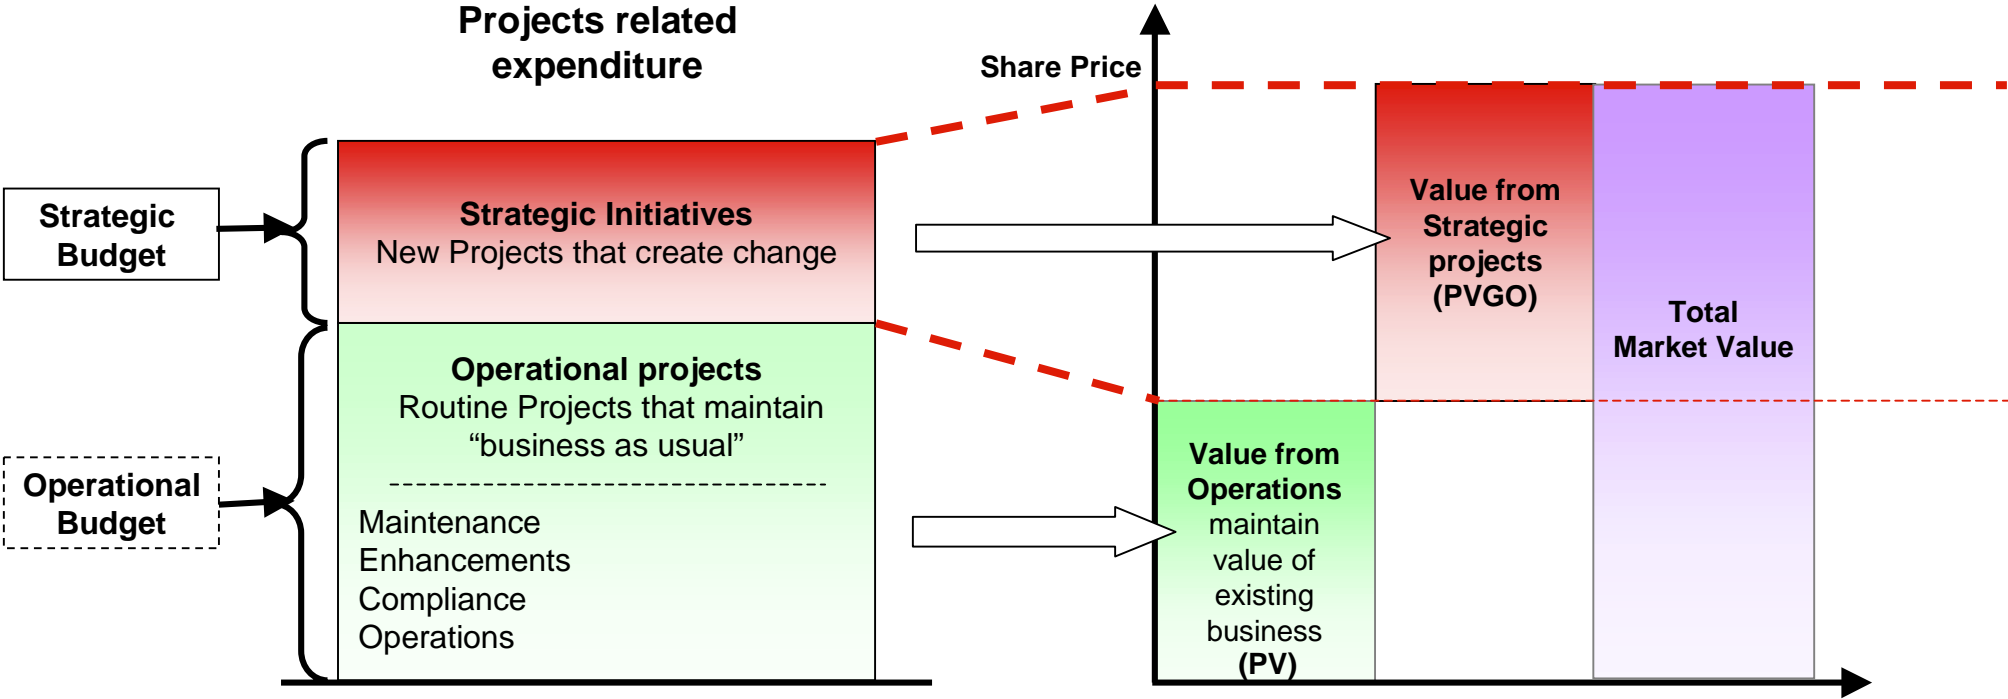 Projects related
expenditure
Strategic
Budget
Operational
Budget
Strategic Initiatives
New Projects that create change
Operational projects
Routine Projects that maintain
“business as usual”
Maintenance
Enhancements
Compliance
Operations
Share Price
Value from
Operations
maintain
value of
existing
business
(PV)
Value from
Strategic
projects
(PVGO)
Total
Market Value